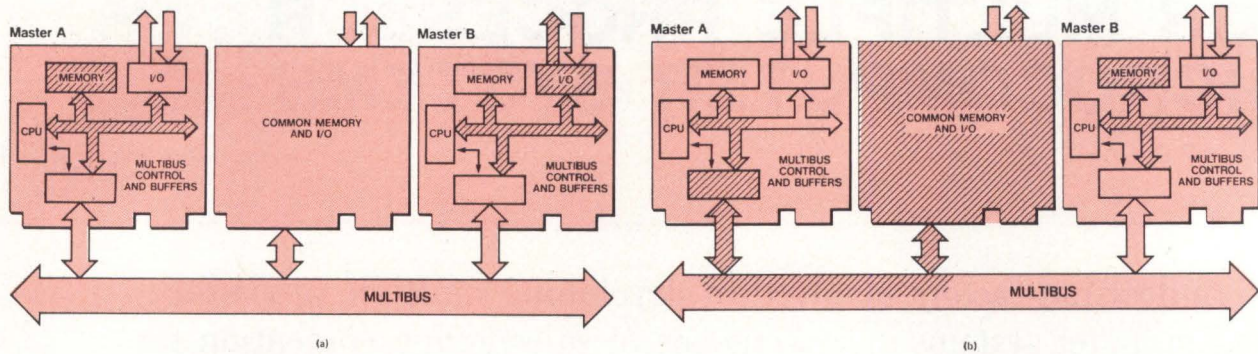 Master A
MEMORY
I/O
CPU
MULTIBUS
CONTROL
AND BUFFERS
COMMON MEMORY
AND I/O
Master B
MEMORY
I/O
CPU
MULTIBUS
CONTROL
AND BUFFERS
MULTIBUS
(a)
Master A
MEMORY
I/O
CPU
MULTIBUS
CONTROL
AND BUFFERS
COMMON MEMORY
AND I/O
Master B
MEMORY
I/O
CPU
MULTIBUS
CONTROL
AND BUFFERS
MULTIBUS
(b)